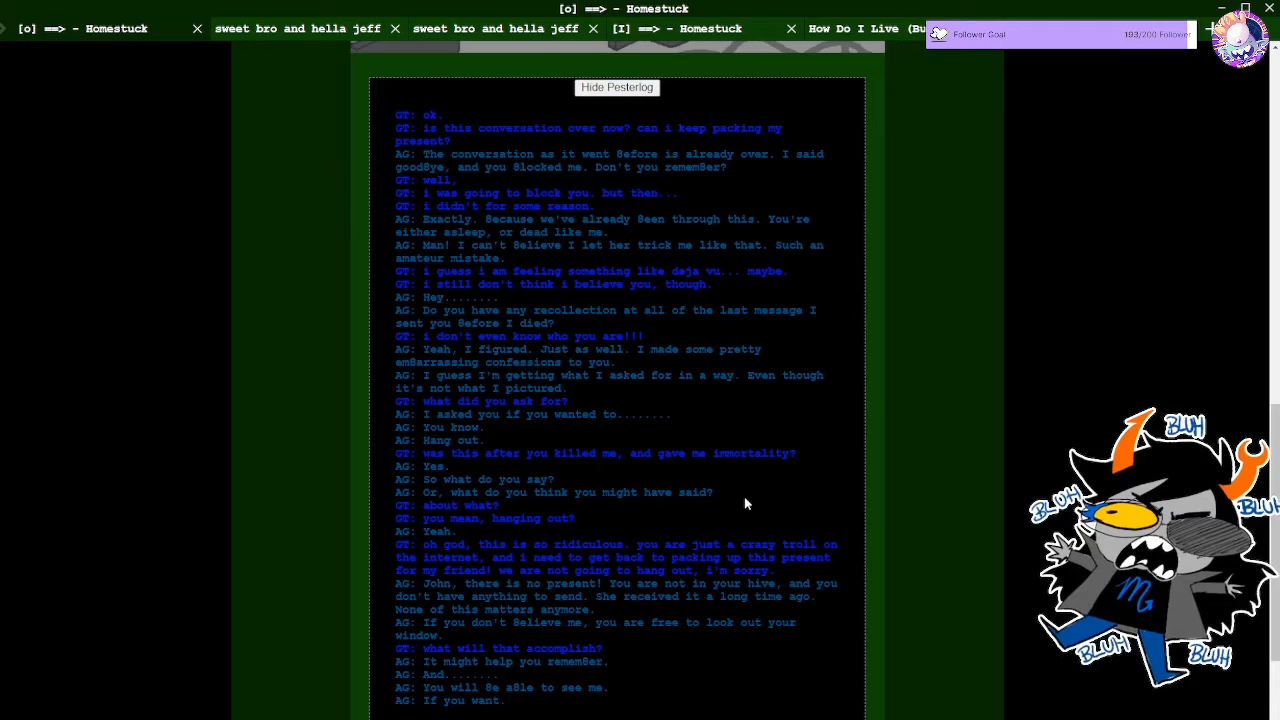 [o] ==> - Homestuck
[o] ==> - Homestuck
sweet bro and hella jeff
sweet bro and hella jeff
[I] ==> - Homestuck
How Do I Live (Bu
Follower Goal
193/200 Follower
Hide Pesterlog
GT: ok.
GT: is this conversation over now? can i keep packing my
present?
AG: The conversation as it went 8efore is already over. I said
good8ye, and you 8locked me. Don't you remem8er?
GT: well,
GT: i was going to block you. but then...
GT: i didn't for some reason.
AG: Exactly. 8ecause we've already 8een through this. You're
either asleep, or dead like me.
AG: Man! I can't 8elieve I let her trick me like that. Such an
amateur mistake.
GT: i guess i am feeling something like deja vu... maybe.
GT: i still don't think i believe you, though.
AG: Hey........
AG: Do you have any recollection at all of the last message I
sent you 8efore I died?
GT: i don't even know who you are!!!
AG: Yeah, I figured. Just as well. I made some pretty
em8arrassing confessions to you.
AG: I guess I'm getting what I asked for in a way. Even though
it's not what I pictured.
GT: what did you ask for?
AG: I asked you if you wanted to........
AG: You know.
AG: Hang out.
GT: was this after you killed me, and gave me immortality?
AG: Yes.
AG: So what do you say?
AG: Or, what do you think you might have said?
GT: about what?
GT: you mean, hanging out?
AG: Yeah.
GT: oh god, this is so ridiculous. you are just a crazy troll on
the internet, and i need to get back to packing up this present
for my friend! we are not going to hang out, i'm sorry.
AG: John, there is no present! You are not in your hive, and you
don't have anything to send. She received it a long time ago.
None of this matters anymore.
AG: If you don't 8elieve me, you are free to look out your
window.
GT: what will that accomplish?
AG: It might help you remem8er.
AG: And........
AG: You will 8e a8le to see me.
AG: If you want.
BLUH
BLUH
BLUH
BLUH
BLUH